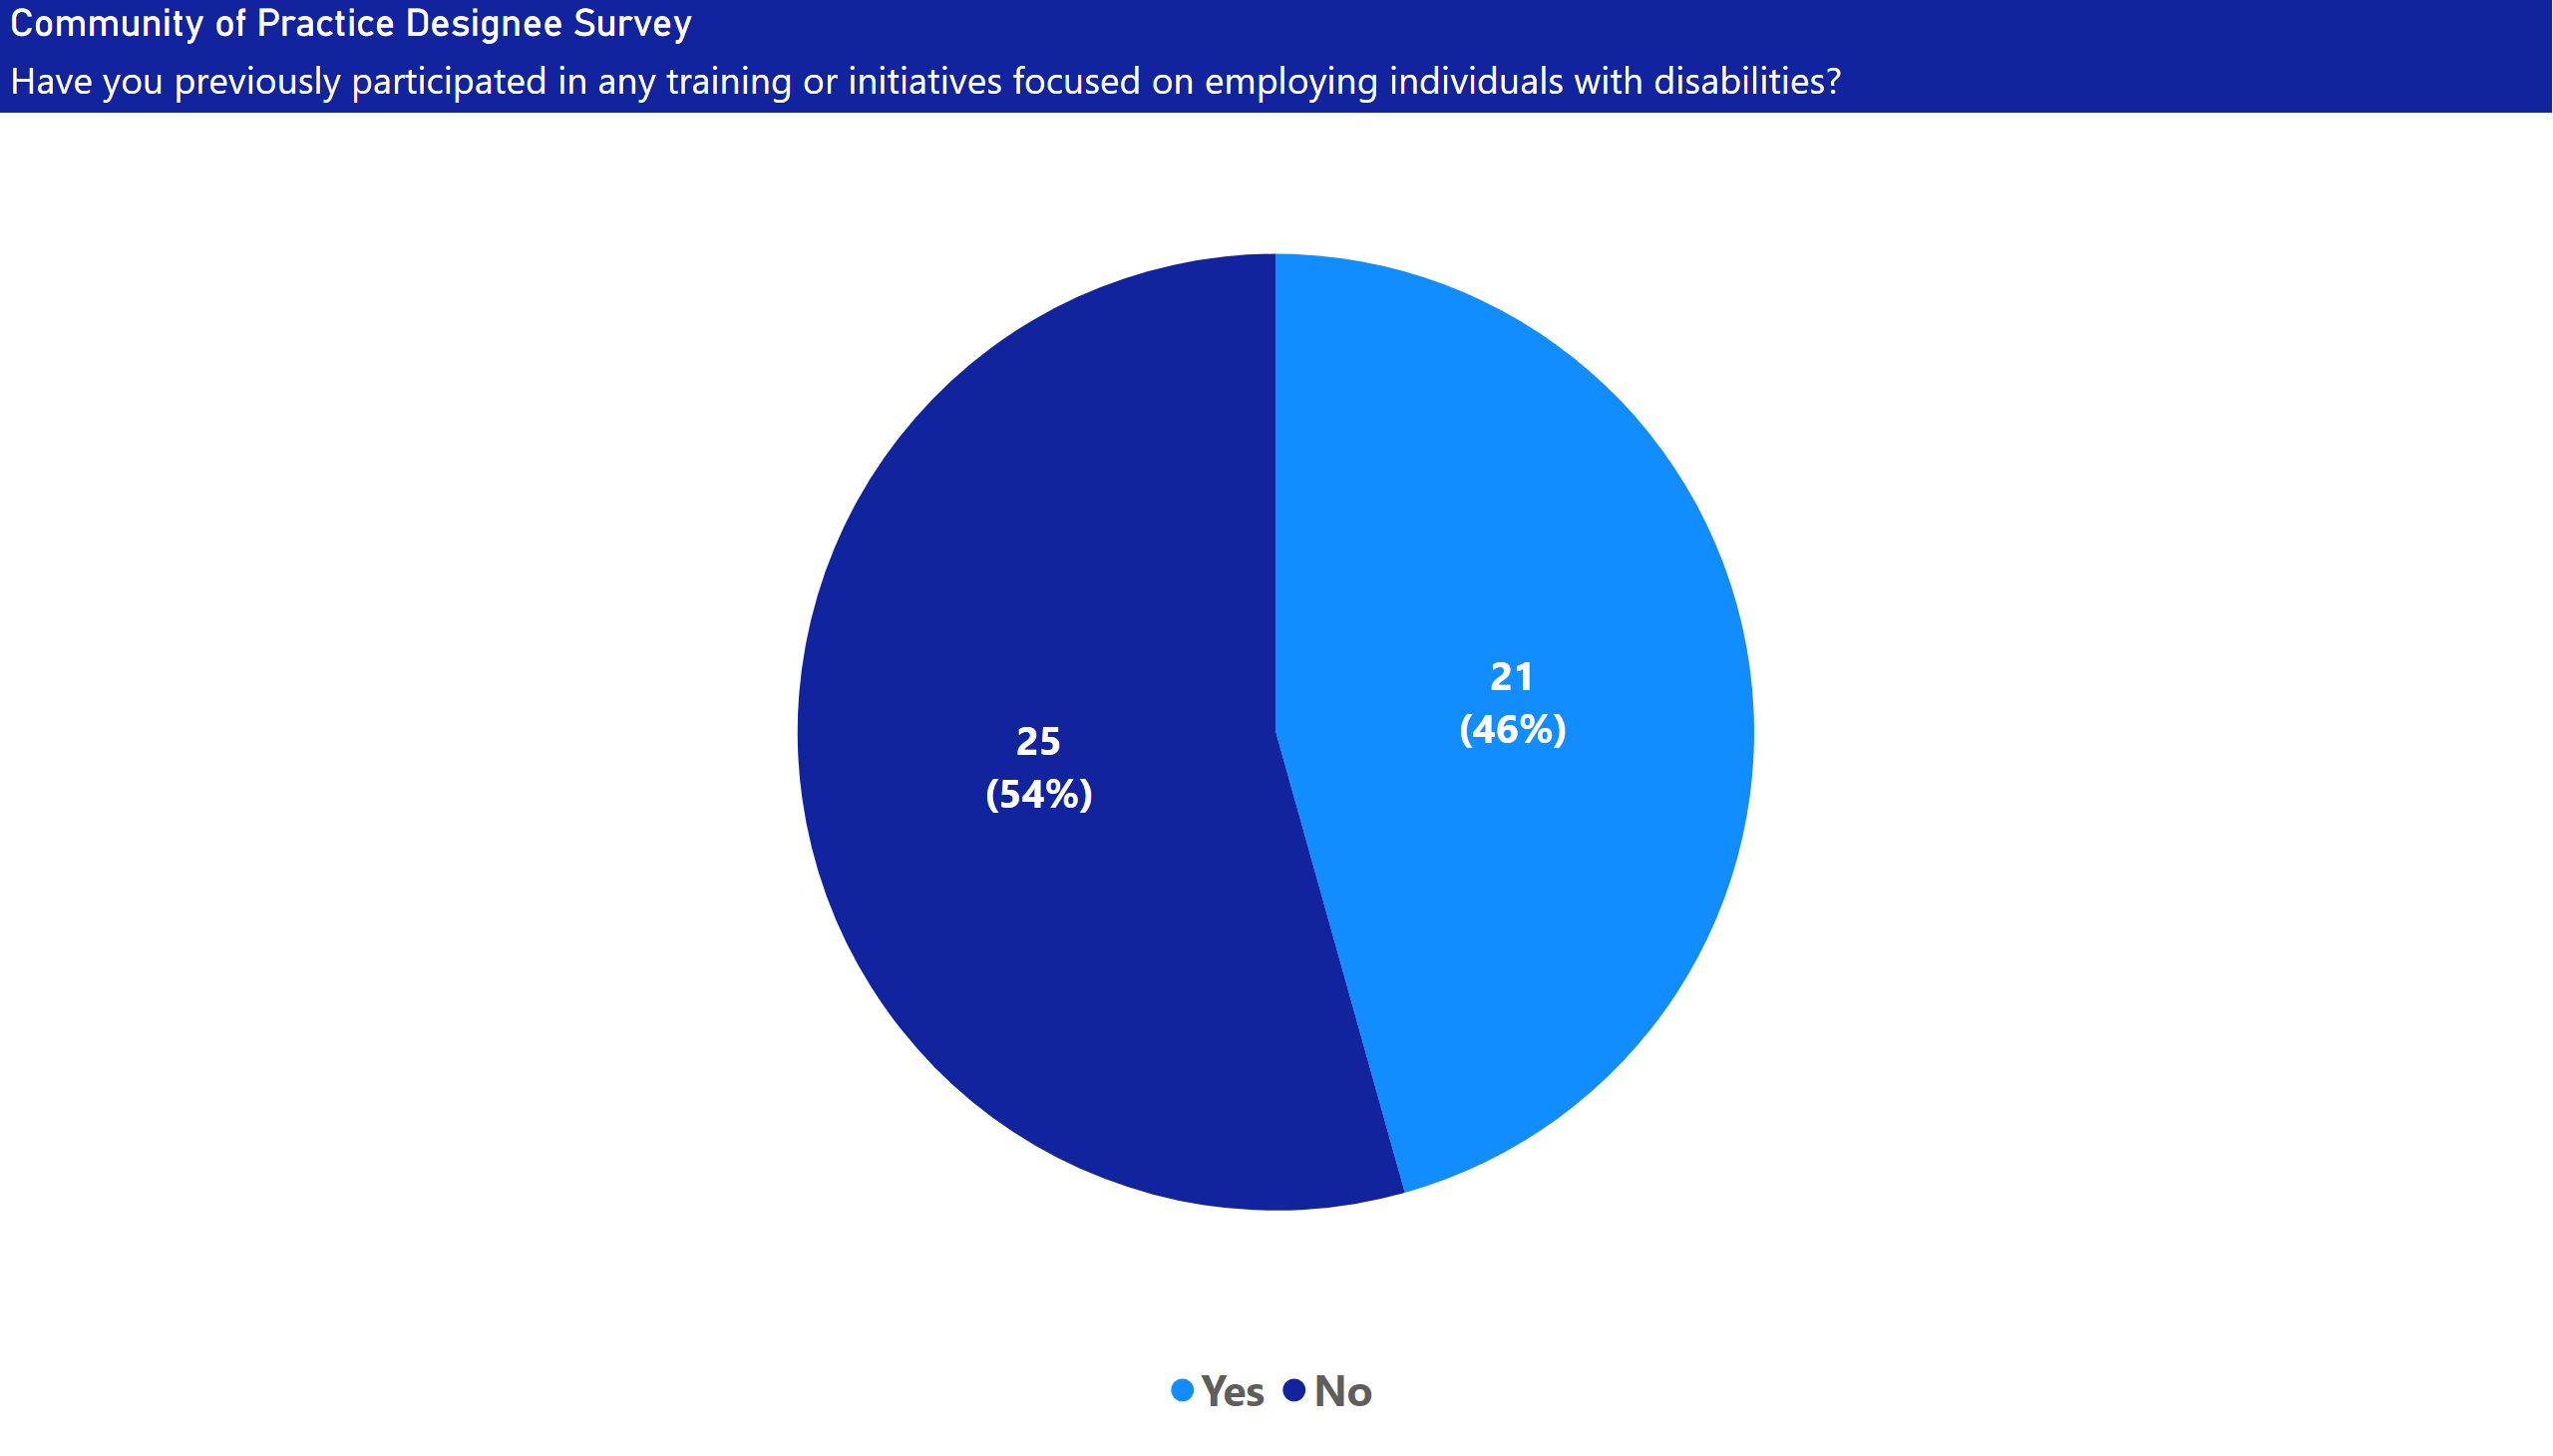 Community of Practice Designee Survey
Have you previously participated in any training or initiatives focused on employing individuals with disabilities?
21
(46%)
25
(54%)
Yes No